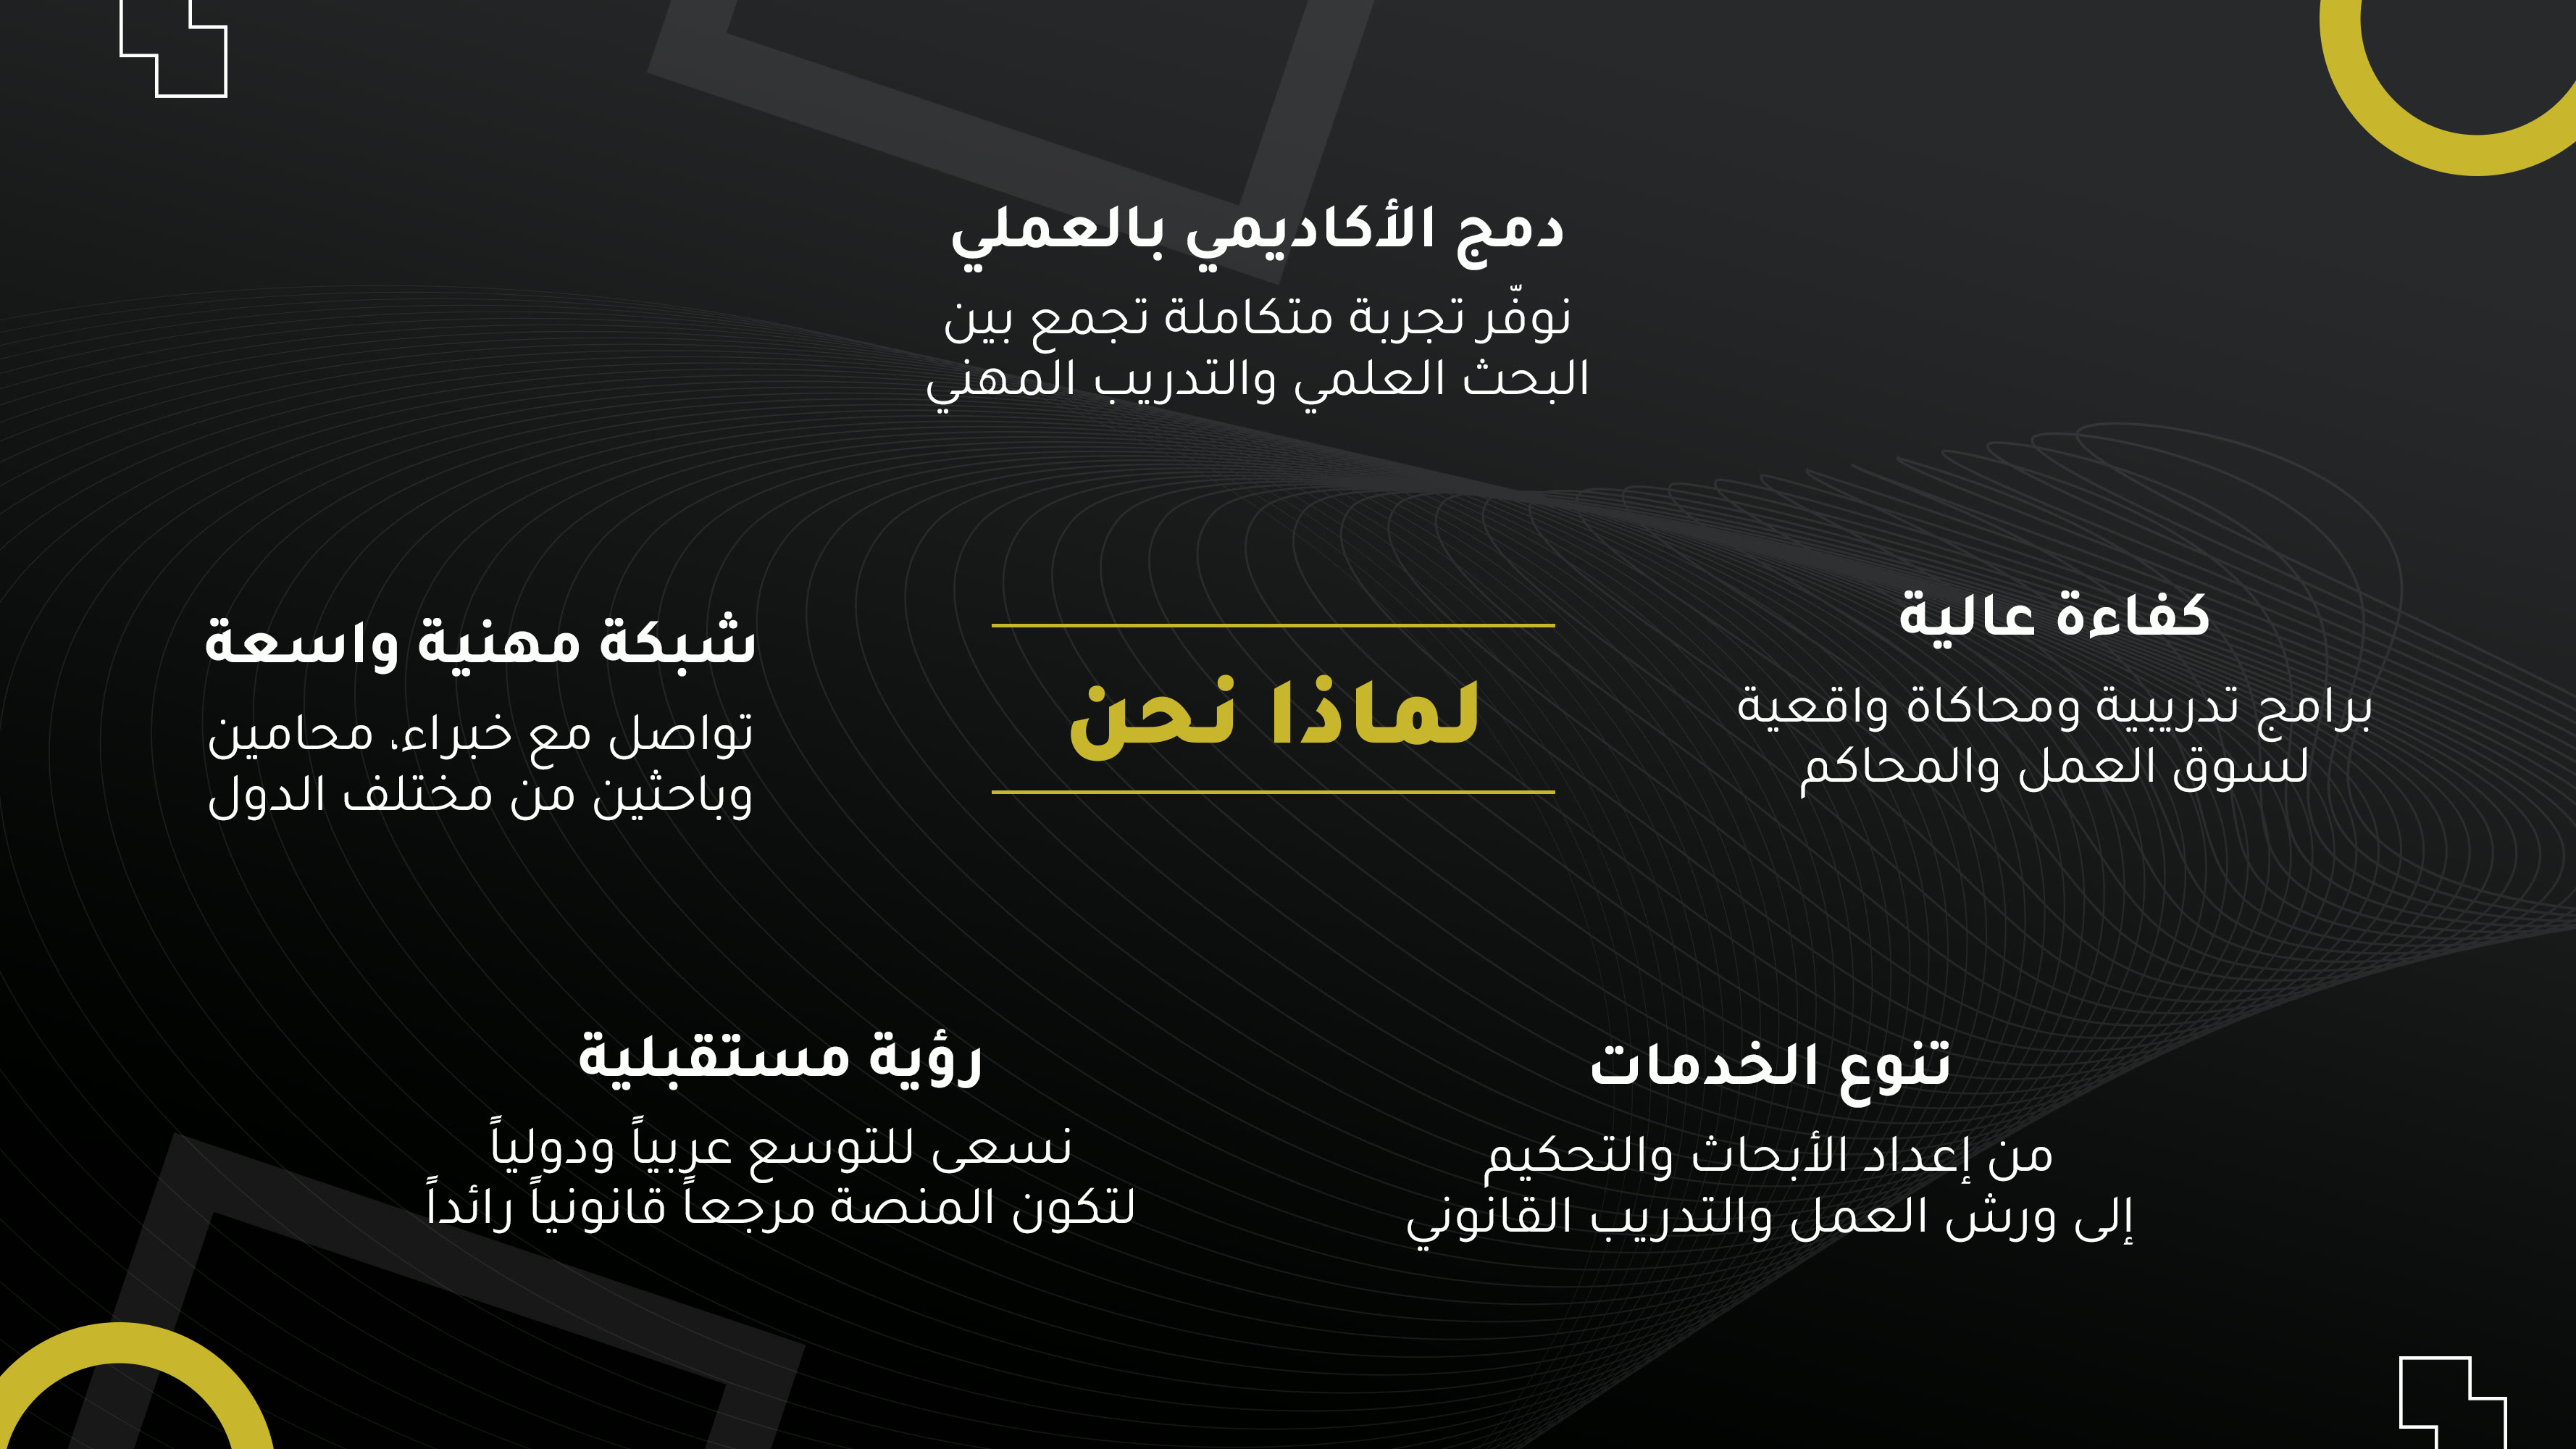 دمج الأكاديمي بالعملي
نوفّر تجربة متكاملة تجمع بين
البحث العلمي والتدريب المهني
كفاءة عالية
برامج تدريبية ومحاكاة واقعية
لسوق العمل والمحاكم
لماذا نحن
شبكة مهنية واسعة
تواصل مع خبراء، محامين
وباحثين من مختلف الدول
تنوع الخدمات
من إعداد الأبحاث والتحكيم
إلى ورش العمل والتدريب القانوني
رؤية مستقبلية
نسعى للتوسع عربياً ودولياً
لتكون المنصة مرجعاً قانونياً رائداً